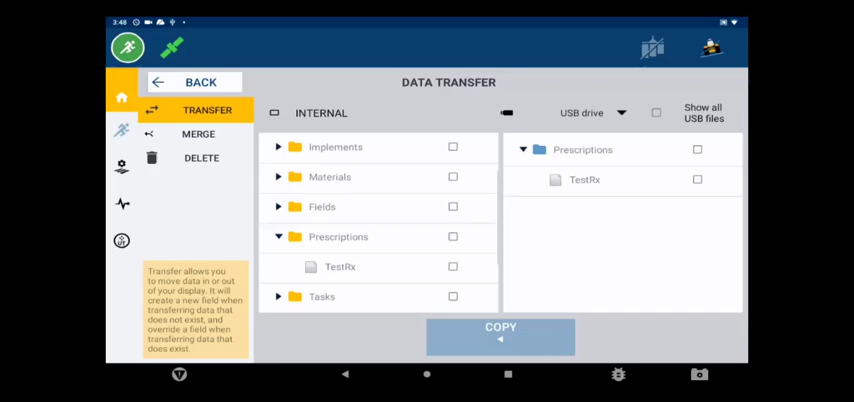 3:48
BACK
DATA TRANSFER
TRANSFER
MERGE
DELETE
INTERNAL
USB drive
Show all
USB files
Implements
Materials
Fields
Prescriptions
TestRx
Tasks
Prescriptions
TestRx
Transfer allows you
to move data in or out
of your display. It will
create a new field when
transferring data that
does not exist, and
override a field when
transferring data that
does exist.
COPY